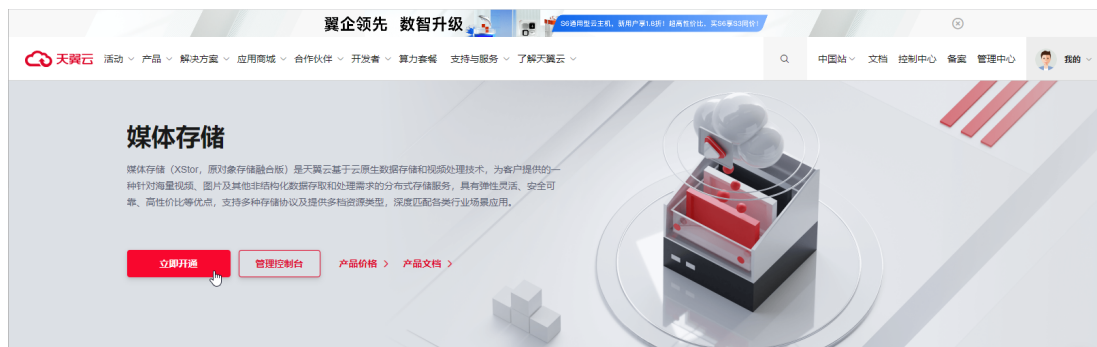 翼企领先 数智升级
S6通用型云主机，新用户享1.6折！超高性价比，买S6享S3同价！
天翼云 活动 产品 解决方案 应用商城 合作伙伴 开发者 算力套餐 支持与服务 了解天翼云 中国站 文档 控制中心 备案 管理中心 我的
媒体存储
媒体存储（XStor，原对象存储融合版）是天翼云基于云原生数据存储和视频处理技术，为客户提供的一
种针对海量视频、图片及其他非结构化数据存取和处理需求的分布式存储服务，具有弹性灵活、安全可
靠、高性价比等优点，支持多种存储协议及提供多档资源类型，深度匹配各类行业场景应用。
立即开通 管理控制台 产品价格 > 产品文档 >